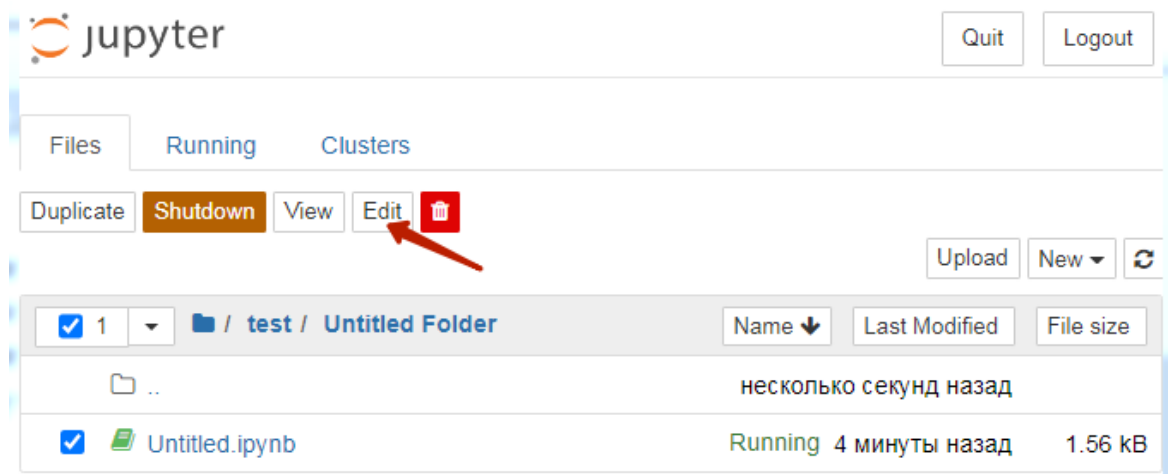 jupyter Quit Logout
Files Running Clusters
Duplicate Shutdown View Edit
Upload New
1 / test / Untitled Folder Name Last Modified File size
.. несколько секунд назад
Untitled.ipynb Running 4 минуты назад 1.56 kB